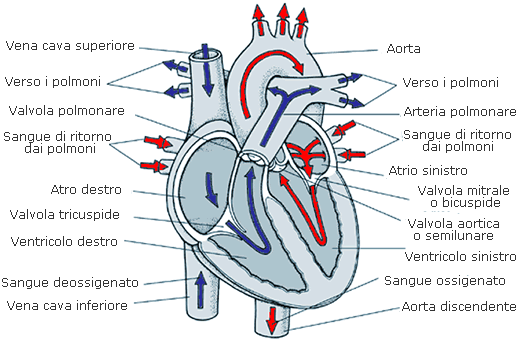 Vena cava superiore
Verso i polmoni
Valvola polmonare
Sangue di ritorno
dai polmoni
Atro destro
Valvola tricuspide
Ventricolo destro
Sangue deossigenato
Vena cava inferiore
Aorta
Verso i polmoni
Arteria polmonare
Sangue di ritorno
dai polmoni
Atrio sinistro
Valvola mitrale
o bicuspide
Valvola aortica
o semilunare
Ventricolo sinistro
Sangue ossigenato
Aorta discendente